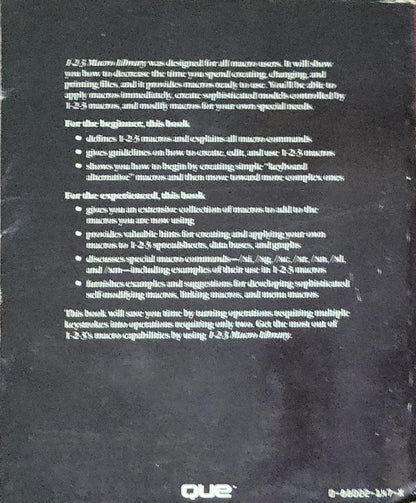 1-2-3 Macro Library was designed for all macro users. It will show
you how to decrease the time you spend creating, changing, and
printing files, and it provides macros ready to use. You'll be able to
apply macros immediately, create sophisticated models controlled by
1-2-3 macros, and modify macros for your own special needs.
For the beginner, this book
• defines 1-2-3 macros and explains all macro commands
• gives guidelines on how to create, edit, and use 1-2-3 macros
• shows you how to begin by creating simple "keyboard
alternative" macros and then move toward more complex ones
For the experienced, this book
• gives you an extensive collection of macros to add to the
macros you are now using
• provides valuable hints for creating and applying your own
macros to 1-2-3 spreadsheets, data bases, and graphs
• discusses special macro commands—/xi, /xg, /xc, /xr, /xn, /xl,
and /xm—including examples of their use in 1-2-3 macros
• furnishes examples and suggestions for developing sophisticated
self-modifying macros, linking macros, and menu macros
This book will save you time by turning operations requiring multiple
keystrokes into operations requiring only two. Get the most out of
1-2-3's macro capabilities by using 1-2-3 Macro Library.
QUE™
0-88022-147-X